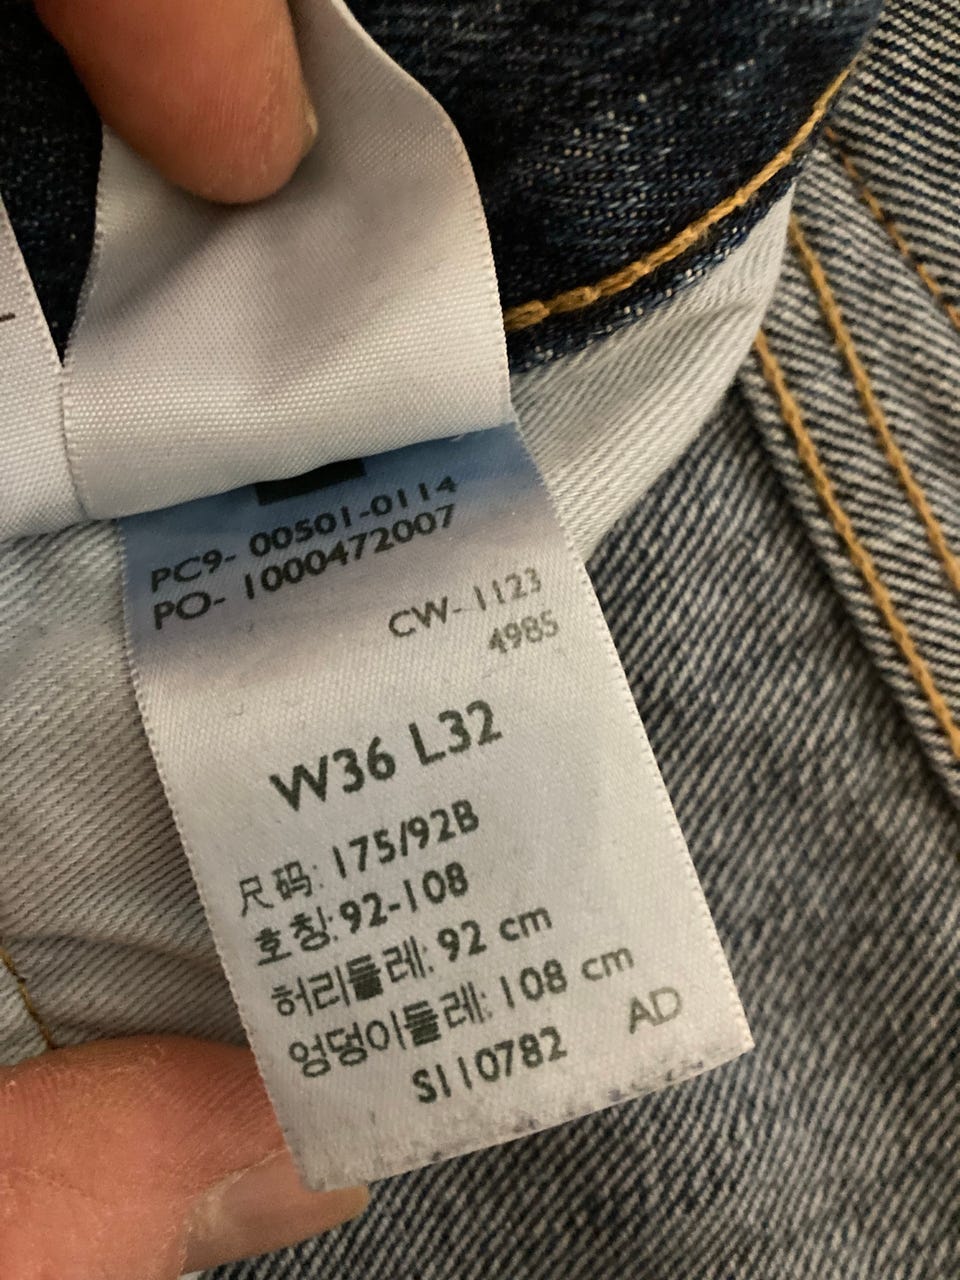 PC9- 00501-0114
PO- 1000472007
CW- 1123
4985
W36 L32
尺码: 175/92B
호칭: 92-108
허리둘레: 92 cm
엉덩이둘레: 108 cm
S110782
AD